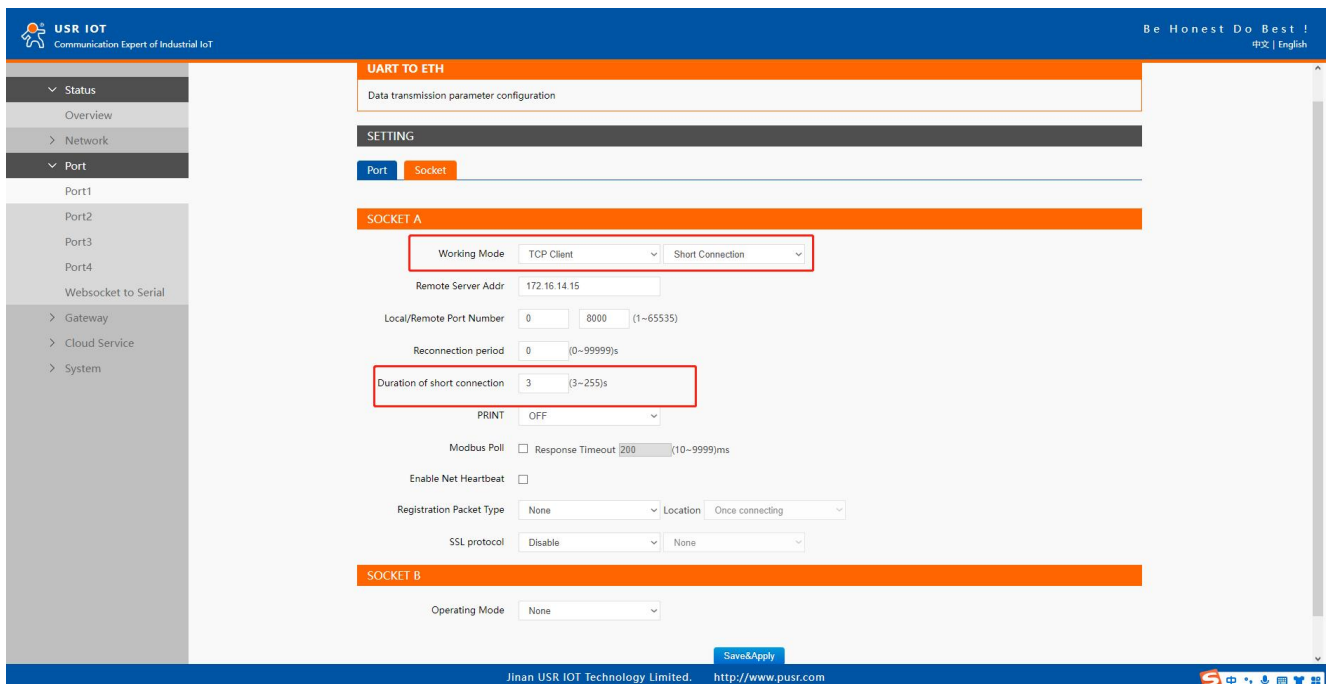 USR IOT
Communication Expert of Industrial IoT
Be Honest Do Best !
中文 | English
Status
Overview
Network
Port
Port1
Port2
Port3
Port4
Websocket to Serial
Gateway
Cloud Service
System
UART TO ETH
Data transmission parameter configuration
SETTING
Port Socket
SOCKET A
Working Mode TCP Client Short Connection
Remote Server Addr 172.16.14.15
Local/Remote Port Number 0 8000 (1~65535)
Reconnection period 0 (0~99999)s
Duration of short connection 3 (3~255)s
PRINT OFF
Modbus Poll Response Timeout 200 (10~9999)ms
Enable Net Heartbeat
Registration Packet Type None Location Once connecting
SSL protocol Disable None
SOCKET B
Operating Mode None
Save&Apply
Jinan USR IOT Technology Limited. http://www.pusr.com
S 中